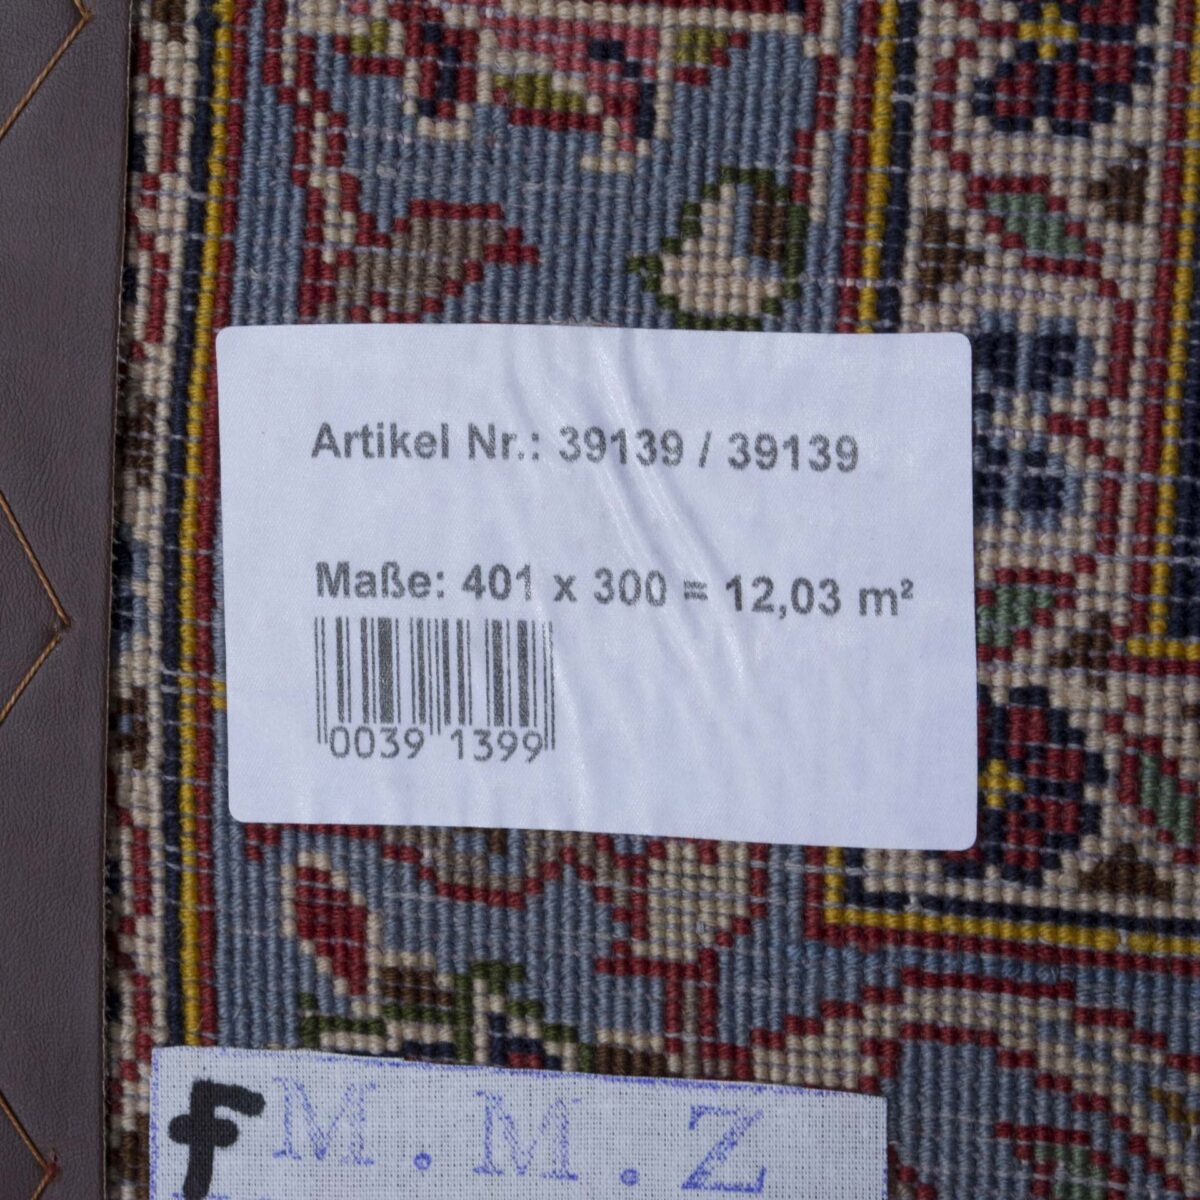 Artikel Nr.: 39139 / 39139
Maße: 401 x 300 = 12,03 m²
0039 1399
F M.M.Z